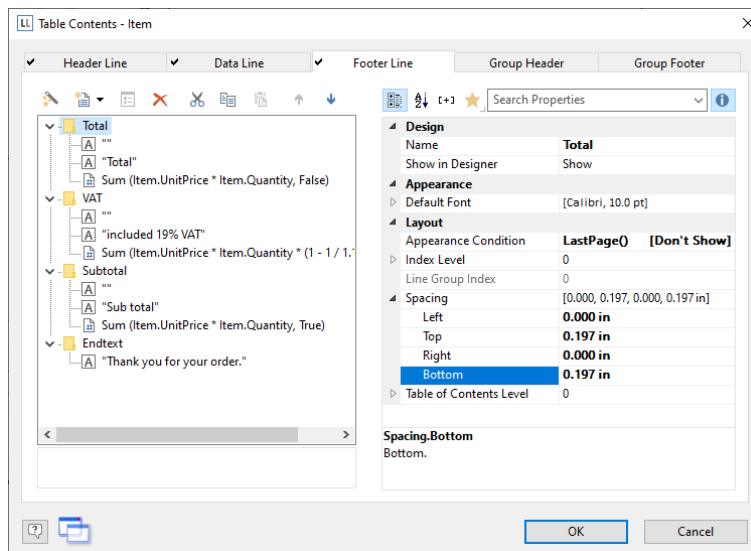 LL Table Contents - Item
Header Line Data Line Footer Line Group Header Group Footer
Search Properties
Total
""
"Total"
Sum (Item.UnitPrice * Item.Quantity, False)
VAT
""
"included 19% VAT"
Sum (Item.UnitPrice * Item.Quantity * (1 - 1 / 1.
Subtotal
""
"Sub total"
Sum (Item.UnitPrice * Item.Quantity, True)
Endtext
"Thank you for your order."
Design
Name Total
Show in Designer Show
Appearance
Default Font [Calibri, 10.0 pt]
Layout
Appearance Condition LastPage() [Don't Show]
Index Level 0
Line Group Index 0
Spacing [0.000, 0.197, 0.000, 0.197 in]
Left 0.000 in
Top 0.197 in
Right 0.000 in
Bottom 0.197 in
Table of Contents Level 0
Spacing.Bottom
Bottom.
OK Cancel